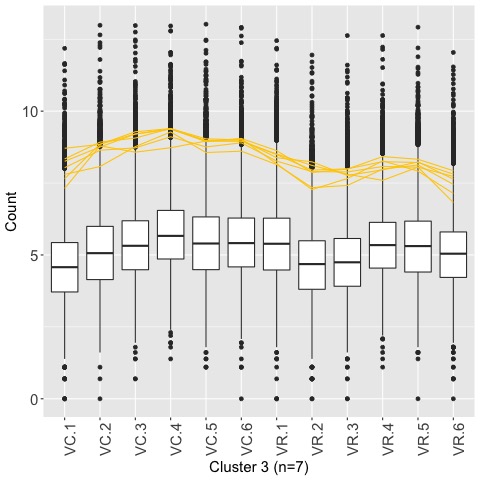 10
5
0
Count
VC.1
VC.2
VC.3
VC.4
VC.5
VC.6
VR.1
VR.2
VR.3
VR.4
VR.5
VR.6
Cluster 3 (n=7)